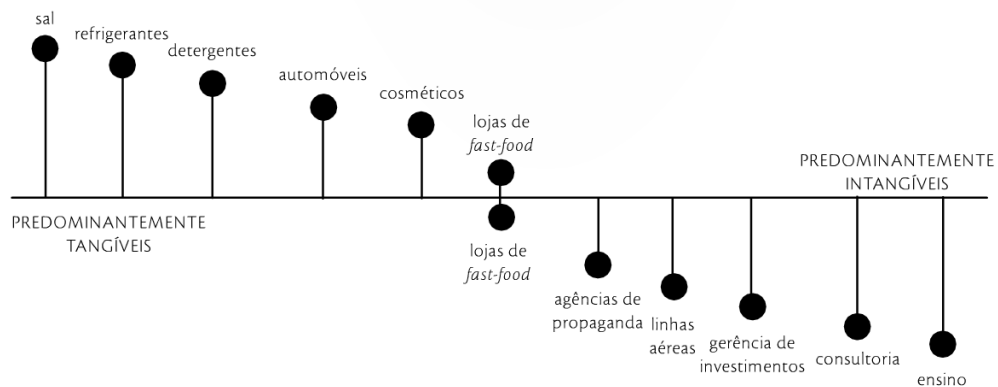 sal
refrigerantes
detergentes
automóveis
cosméticos
lojas de
fast-food
PREDOMINANTEMENTE
INTANGÍVEIS
PREDOMINANTEMENTE
TANGÍVEIS
lojas de
fast-food
agências de
propaganda
linhas
aéreas
gerência de
investimentos
consultoria
ensino